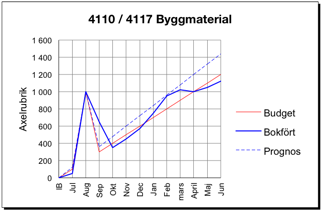 4110 / 4117 Byggmaterial
Axelrubrik
1 600
1 400
1 200
1 000
800
600
400
200
0
IB
Jul
Aug
Sep
Okt
Nov
Dec
Jan
Feb
mars
April
Maj
Jun
Budget
Bokfört
Prognos